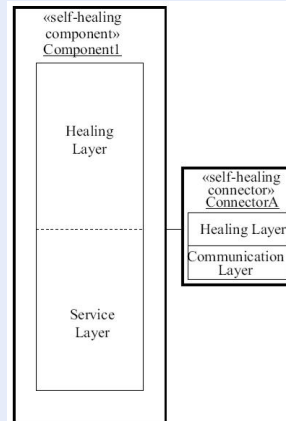 «self-healing
component»
Component1
Healing
Layer
Service
Layer
«self-healing
connector»
ConnectorA
Healing Layer
Communication
Layer